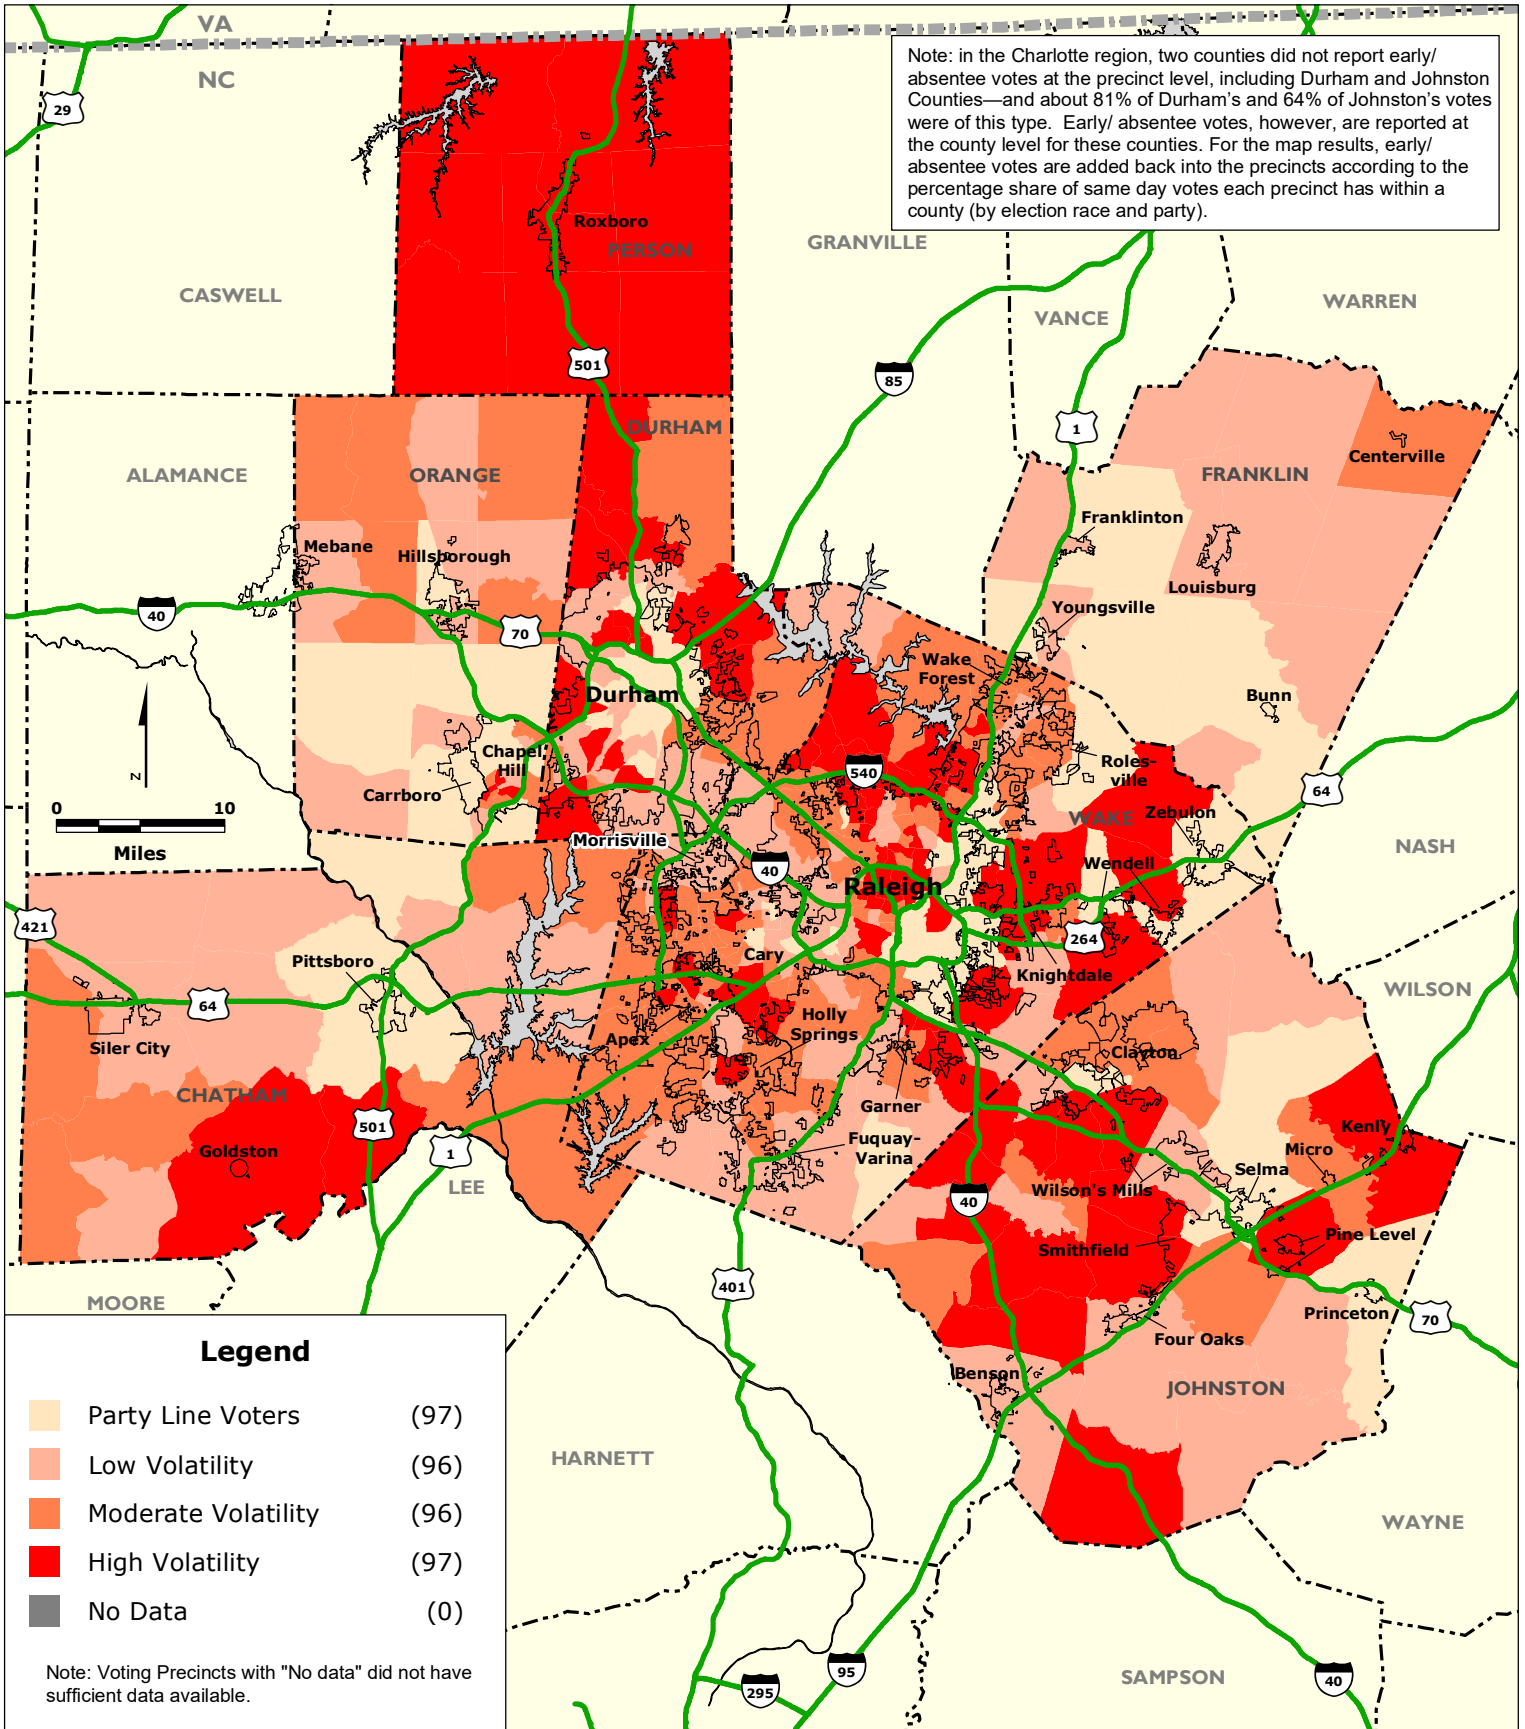 VA
NC
Note: in the Charlotte region, two counties did not report early/
absentee votes at the precinct level, including Durham and Johnston
Counties—and about 81% of Durham's and 64% of Johnston's votes
were of this type.  Early/ absentee votes, however, are reported at
the county level for these counties. For the map results, early/
absentee votes are added back into the precincts according to the
percentage share of same day votes each precinct has within a
county (by election race and party).
29
Roxboro
PERSON
GRANVILLE
CASWELL
VANCE
WARREN
501
85
1
DURHAM
ALAMANCE
ORANGE
FRANKLIN
Centerville
Franklinton
Mebane
Hillsborough
Louisburg
40
70
Youngsville
Wake
Forest
Durham
Bunn
Chapel
Hill
Carrboro
540
Roles-
ville
64
N
0 10
Miles
WAKE
Zebulon
Morrisville
NASH
40
Wendell
Raleigh
421
264
Pittsboro
Cary
Knightdale
64
WILSON
Holly
Springs
Siler City
Apex
Clayton
CHATHAM
Garner
501
Kenly
Goldston
1
Fuquay-
Varina
Micro
Selma
LEE
40
Wilson's Mills
Smithfield
Pine Level
401
MOORE
Princeton
70
Four Oaks
Benson
JOHNSTON
Legend
Party Line Voters (97)
Low Volatility (96)
Moderate Volatility (96)
High Volatility (97)
No Data (0)
Note: Voting Precincts with "No data" did not have
sufficient data available.
HARNETT
WAYNE
SAMPSON
95
295
40